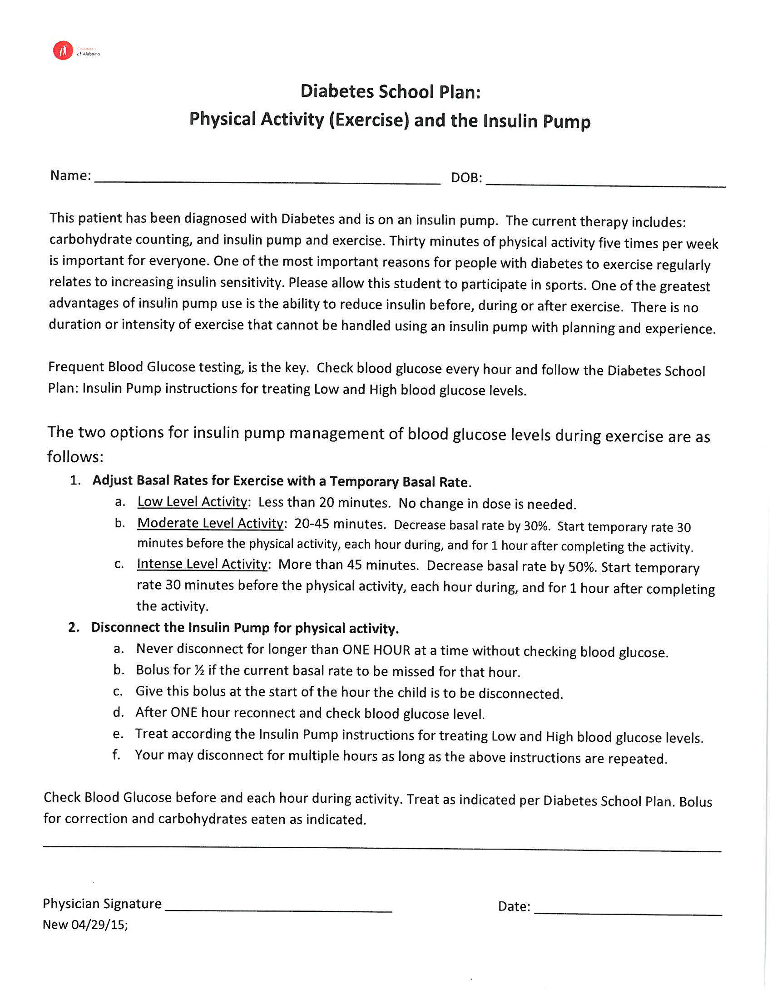 Children's
of Alabama
Diabetes School Plan:
Physical Activity (Exercise) and the Insulin Pump
Name: DOB:
This patient has been diagnosed with Diabetes and is on an insulin pump. The current therapy includes:
carbohydrate counting, and insulin pump and exercise. Thirty minutes of physical activity five times per week
is important for everyone. One of the most important reasons for people with diabetes to exercise regularly
relates to increasing insulin sensitivity. Please allow this student to participate in sports. One of the greatest
advantages of insulin pump use is the ability to reduce insulin before, during or after exercise. There is no
duration or intensity of exercise that cannot be handled using an insulin pump with planning and experience.
Frequent Blood Glucose testing, is the key. Check blood glucose every hour and follow the Diabetes School
Plan: Insulin Pump instructions for treating Low and High blood glucose levels.
The two options for insulin pump management of blood glucose levels during exercise are as
follows:
1. Adjust Basal Rates for Exercise with a Temporary Basal Rate.
a. Low Level Activity: Less than 20 minutes. No change in dose is needed.
b. Moderate Level Activity: 20-45 minutes. Decrease basal rate by 30%. Start temporary rate 30
minutes before the physical activity, each hour during, and for 1 hour after completing the activity.
c. Intense Level Activity: More than 45 minutes. Decrease basal rate by 50%. Start temporary
rate 30 minutes before the physical activity, each hour during, and for 1 hour after completing
the activity.
2. Disconnect the Insulin Pump for physical activity.
a. Never disconnect for longer than ONE HOUR at a time without checking blood glucose.
b. Bolus for ½ if the current basal rate to be missed for that hour.
c. Give this bolus at the start of the hour the child is to be disconnected.
d. After ONE hour reconnect and check blood glucose level.
e. Treat according the Insulin Pump instructions for treating Low and High blood glucose levels.
f. Your may disconnect for multiple hours as long as the above instructions are repeated.
Check Blood Glucose before and each hour during activity. Treat as indicated per Diabetes School Plan. Bolus
for correction and carbohydrates eaten as indicated.
Physician Signature Date:
New 04/29/15;